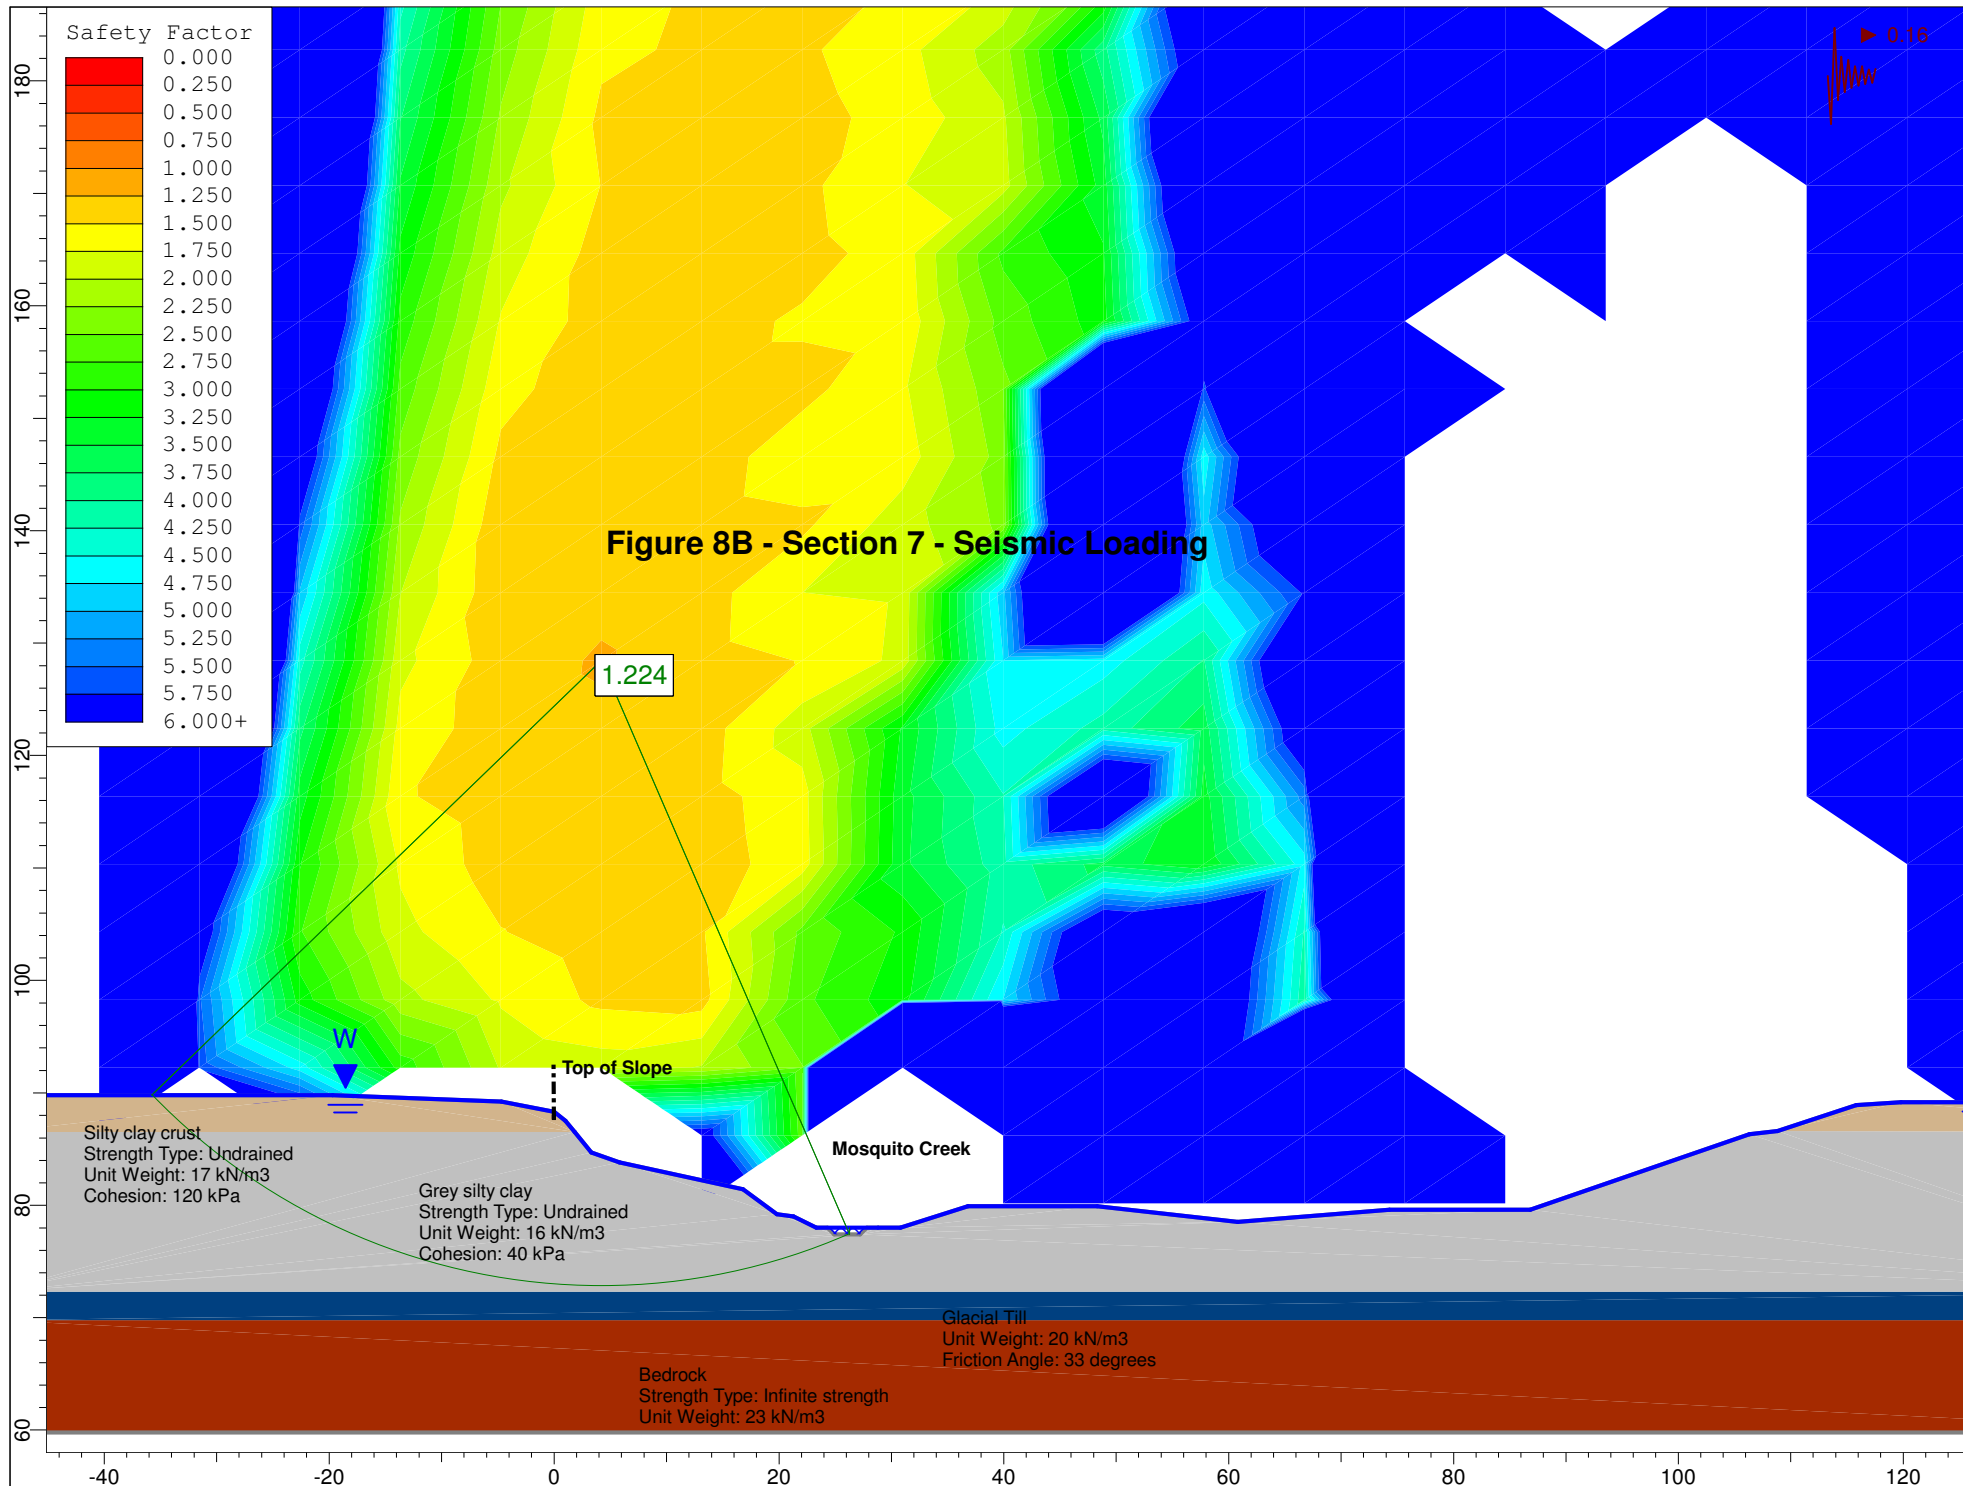 Safety Factor
0.000
0.250
0.500
0.750
1.000
1.250
1.500
1.750
2.000
2.250
2.500
2.750
3.000
3.250
3.500
3.750
4.000
4.250
4.500
4.750
5.000
5.250
5.500
5.750
6.000+
0.16
180
160
140
120
100
80
60
Figure 8B - Section 7 - Seismic Loading
1.224
W
Top of Slope
Mosquito Creek
Silty clay crust
Strength Type: Undrained
Unit Weight: 17 kN/m3
Cohesion: 120 kPa
Grey silty clay
Strength Type: Undrained
Unit Weight: 16 kN/m3
Cohesion: 40 kPa
Glacial Till
Unit Weight: 20 kN/m3
Friction Angle: 33 degrees
Bedrock
Strength Type: Infinite strength
Unit Weight: 23 kN/m3
-40 -20 0 20 40 60 80 100 120